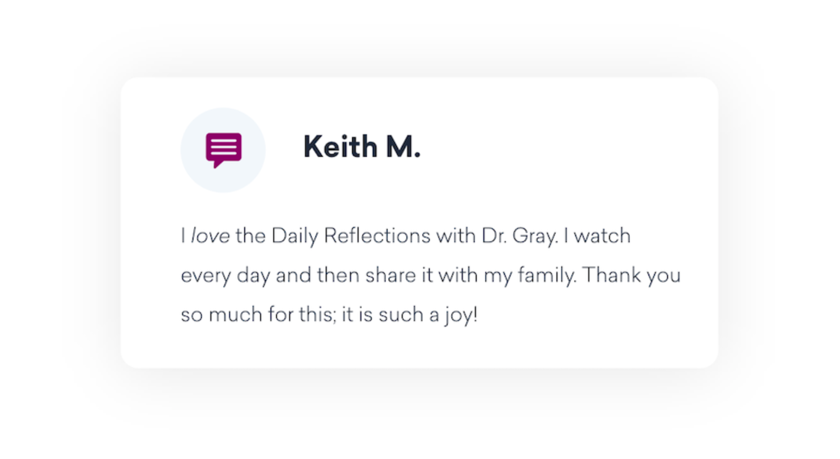 Keith M.
I love the Daily Reflections with Dr. Gray. I watch
every day and then share it with my family. Thank you
so much for this; it is such a joy!